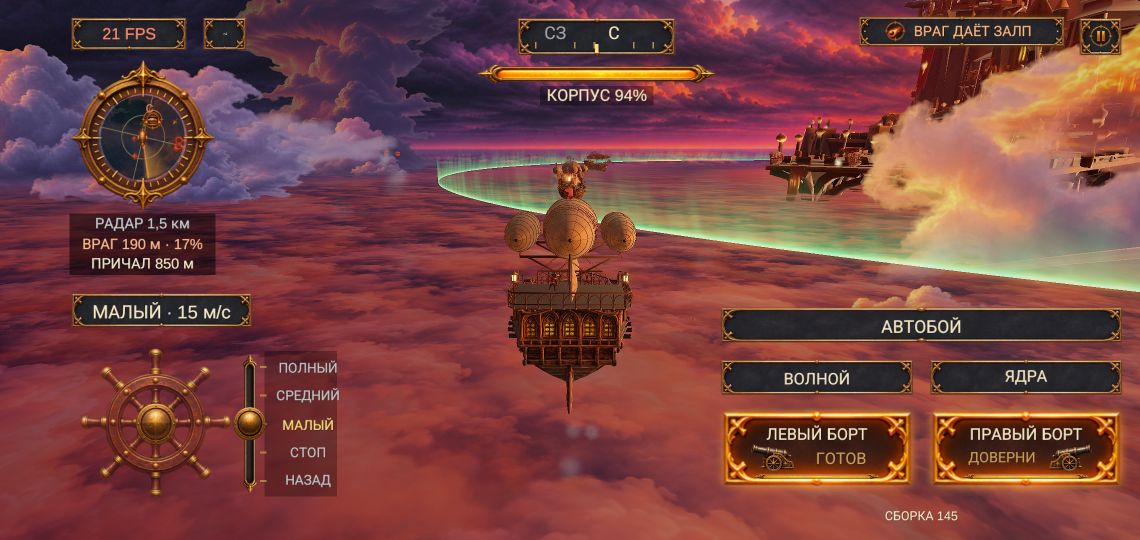 21 FPS
СЗ
С
ВРАГ ДАЁТ ЗАЛП
КОРПУС 94%
РАДАР 1,5 км
ВРАГ 190 м · 17%
ПРИЧАЛ 850 м
МАЛЫЙ · 15 м/с
ПОЛНЫЙ
СРЕДНИЙ
МАЛЫЙ
СТОП
НАЗАД
АВТОБОЙ
ВОЛНОЙ
ЯДРА
ЛЕВЫЙ БОРТ
ГОТОВ
ПРАВЫЙ БОРТ
ДОВЕРНИ
СБОРКА 145